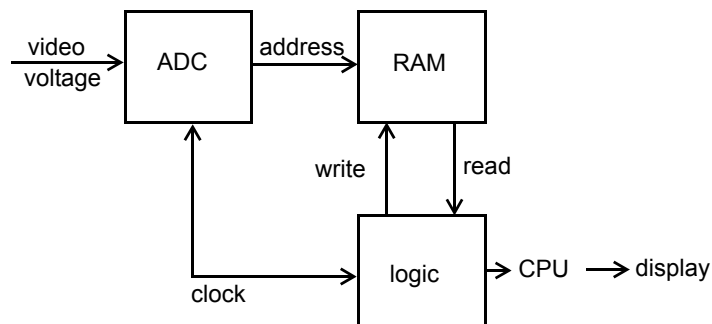 video
voltage
ADC
address
RAM
write
read
clock
logic
CPU
display